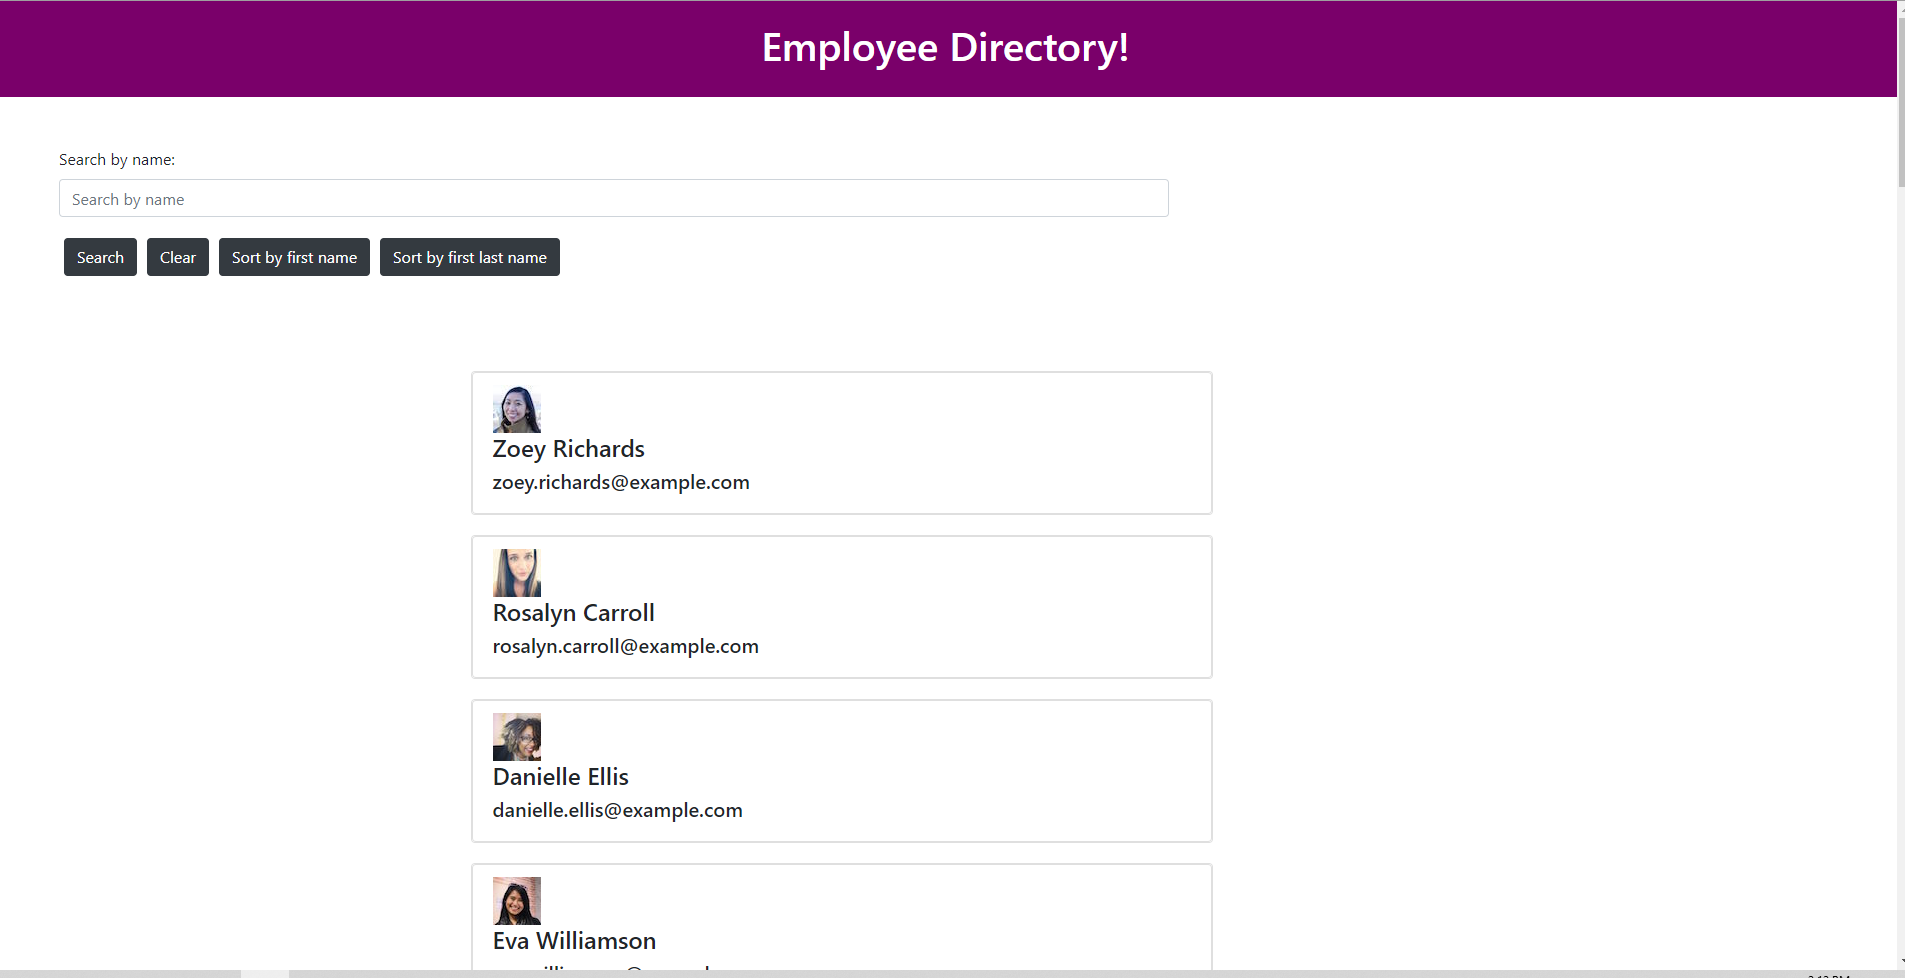 Employee Directory!
Search by name:
Search by name
Search Clear Sort by first name Sort by first last name
Zoey Richards
zoey.richards@example.com
Rosalyn Carroll
rosalyn.carroll@example.com
Danielle Ellis
danielle.ellis@example.com
Eva Williamson